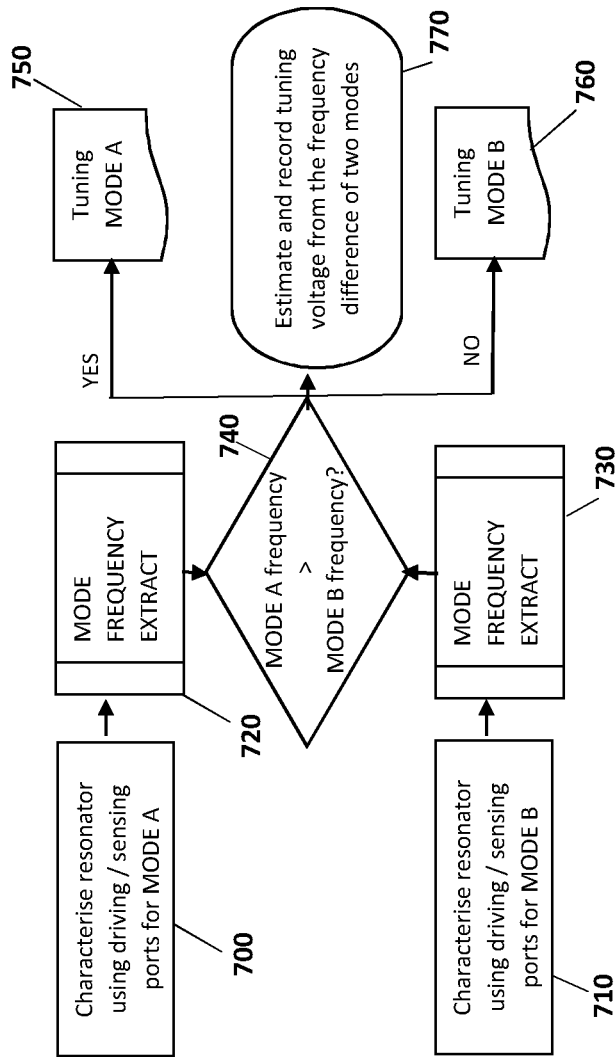 Characterise resonator
using driving / sensing
ports for MODE A
700
MODE
FREQUENCY
EXTRACT
720
Characterise resonator
using driving / sensing
ports for MODE B
710
MODE
FREQUENCY
EXTRACT
730
MODE A frequency
>
MODE B frequency?
740
YES
NO
Tuning
MODE A
750
Estimate and record tuning
voltage from the frequency
difference of two modes
770
Tuning
MODE B
760